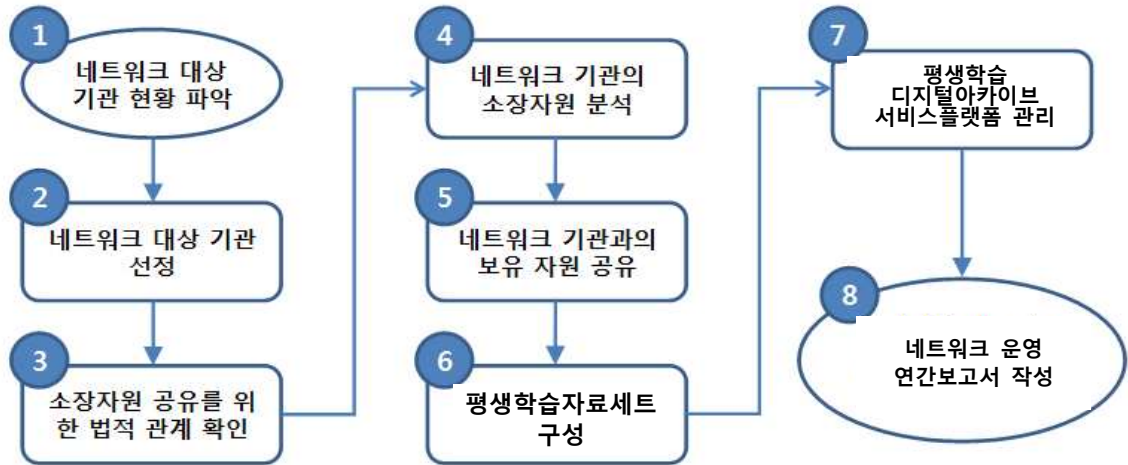 1
네트워크 대상
기관 현황 파악
2
네트워크 대상 기관
선정
3
소장자원 공유를 위
한 법적 관계 확인
4
네트워크 기관의
소장자원 분석
5
네트워크 기관과의
보유 자원 공유
6
평생학습자료세트
구성
7
평생학습
디지털아카이브
서비스플랫폼 관리
8
네트워크 운영
연간보고서 작성